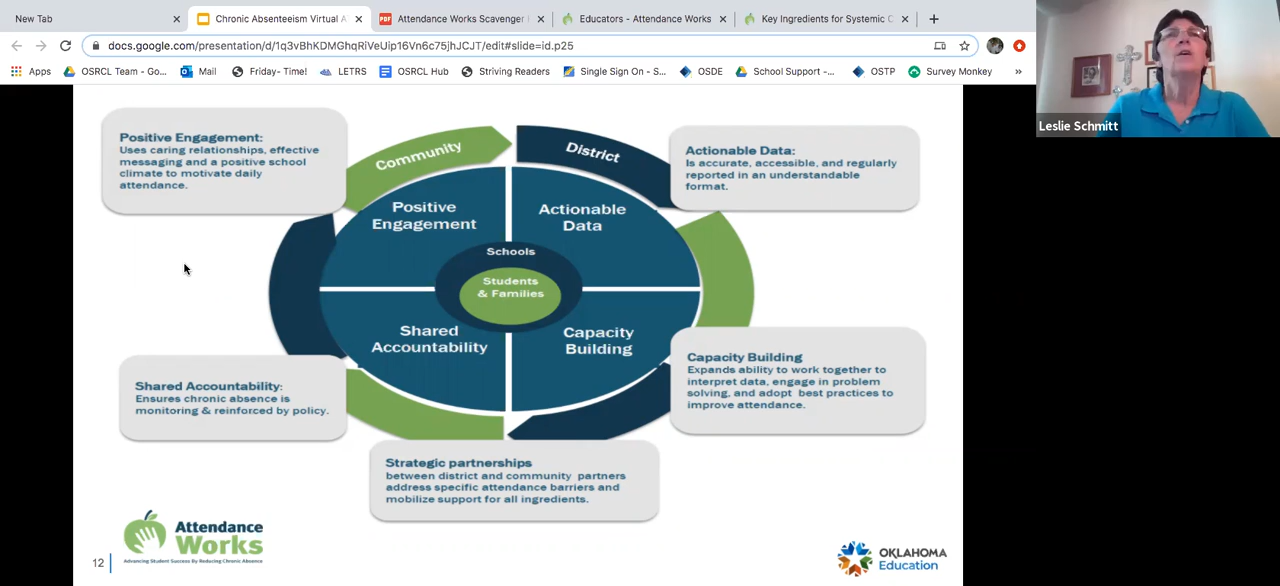 New Tab
Chronic Absenteeism Virtual A
Attendance Works Scavenger
Educators - Attendance Works
Key Ingredients for Systemic C
docs.google.com/presentation/d/1q3vBhKDMGhqRiVeUip16Vn6c75jhJCJT/edit#slide=id.p25
Apps
OSRCL Team - Go...
Mail
Friday- Time!
LETRS
OSRCL Hub
Striving Readers
Single Sign On - S...
OSDE
School Support -...
OSTP
Survey Monkey
»
Leslie Schmitt
Positive Engagement:
Uses caring relationships, effective
messaging and a positive school
climate to motivate daily
attendance.
Community
District
Actionable Data:
Is accurate, accessible, and regularly
reported in an understandable
format.
Positive
Engagement
Actionable
Data
Schools
Students
& Families
Shared
Accountability
Capacity
Building
Capacity Building
Expands ability to work together to
interpret data, engage in problem
solving, and adopt best practices to
improve attendance.
Shared Accountability:
Ensures chronic absence is
monitoring & reinforced by policy.
Strategic partnerships
between district and community partners
address specific attendance barriers and
mobilize support for all ingredients.
Attendance
Works
Advancing Student Success By Reducing Chronic Absence
12
OKLAHOMA
Education